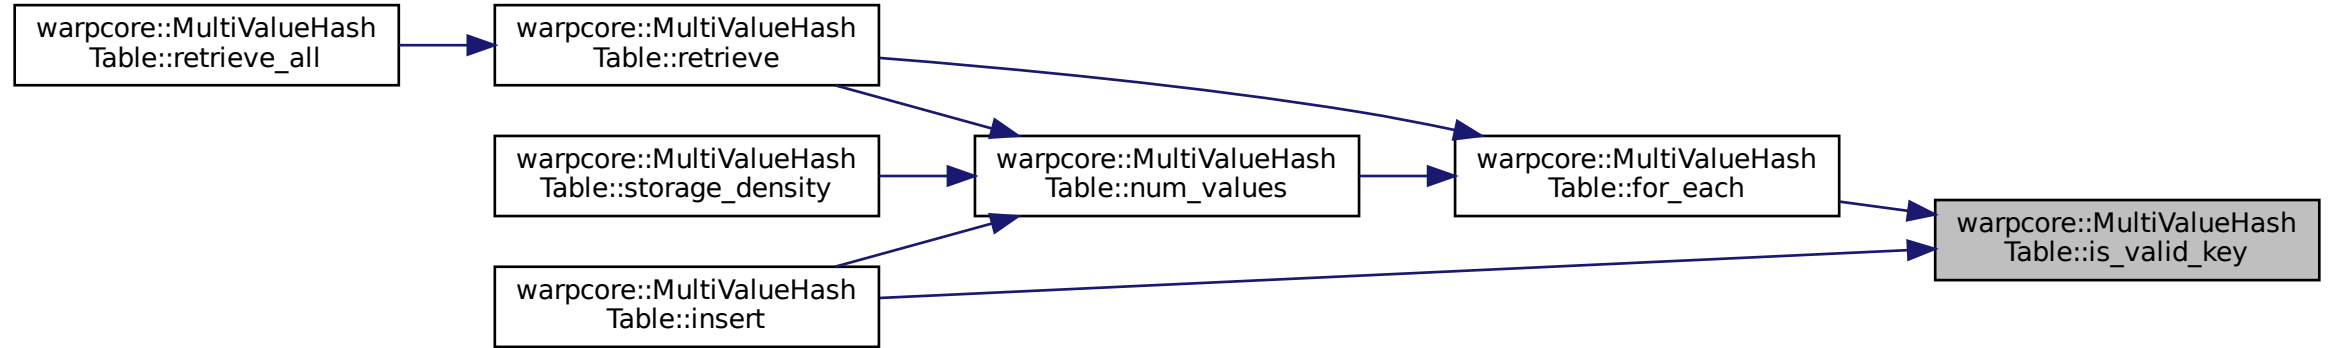 warpcore::MultiValueHash
Table::retrieve_all
warpcore::MultiValueHash
Table::retrieve
warpcore::MultiValueHash
Table::storage_density
warpcore::MultiValueHash
Table::insert
warpcore::MultiValueHash
Table::num_values
warpcore::MultiValueHash
Table::for_each
warpcore::MultiValueHash
Table::is_valid_key